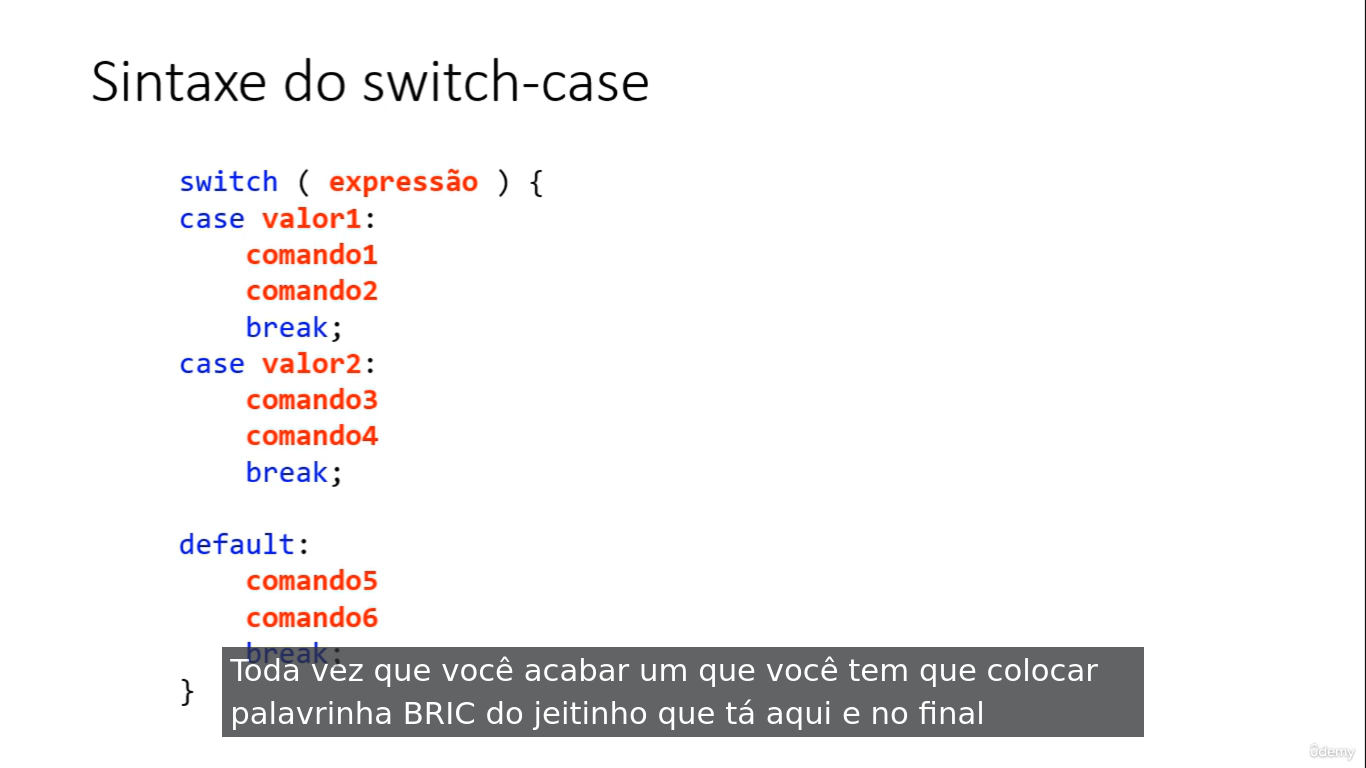 Sintaxe do switch-case
switch ( expressão ) {
case valor1:
comando1
comando2
break;
case valor2:
comando3
comando4
break;
default:
comando5
comando6
break;
}
Toda vez que você acabar um que você tem que colocar
palavrinha BRIC do jeitinho que tá aqui e no final
ûdemy